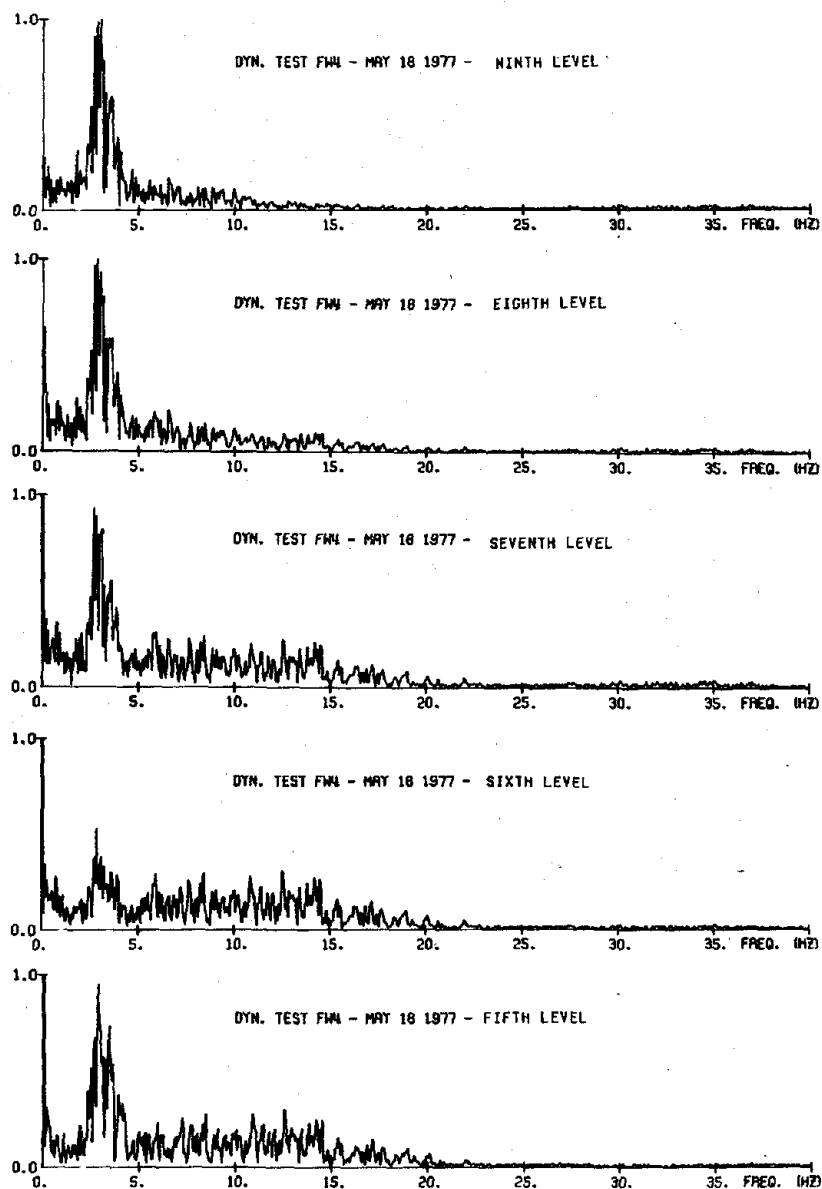 1.0
DYN. TEST FW4 - MAY 18 1977 - NINTH LEVEL
0.0
0. 5. 10. 15. 20. 25. 30. 35. FREQ. (HZ)
1.0
DYN. TEST FW4 - MAY 18 1977 - EIGHTH LEVEL
0.0
0. 5. 10. 15. 20. 25. 30. 35. FREQ. (HZ)
1.0
DYN. TEST FW4 - MAY 18 1977 - SEVENTH LEVEL
0.0
0. 5. 10. 15. 20. 25. 30. 35. FREQ. (HZ)
1.0
DYN. TEST FW4 - MAY 18 1977 - SIXTH LEVEL
0.0
0. 5. 10. 15. 20. 25. 30. 35. FREQ. (HZ)
1.0
DYN. TEST FW4 - MAY 18 1977 - FIFTH LEVEL
0.0
0. 5. 10. 15. 20. 25. 30. 35. FREQ. (HZ)